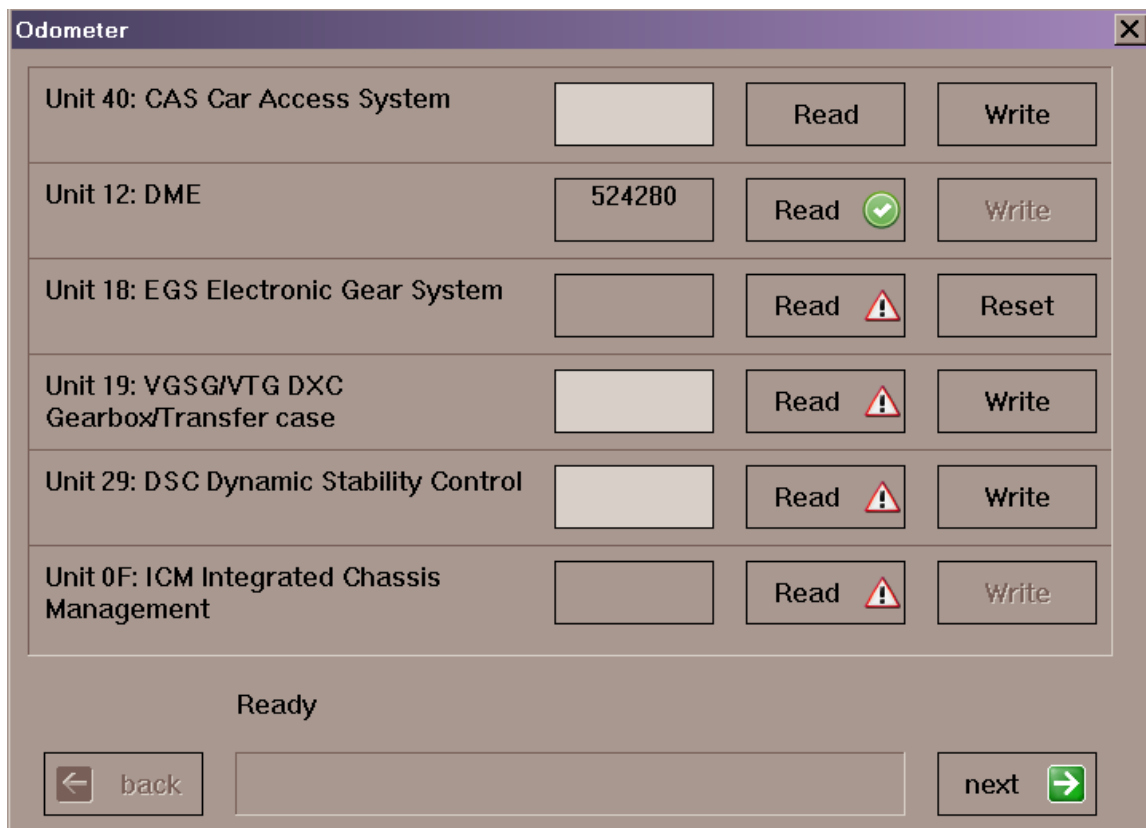 Odometer
Unit 40: CAS Car Access System
Read
Write
Unit 12: DME
524280
Read
Write
Unit 18: EGS Electronic Gear System
Read
Reset
Unit 19: VGSG/VTG DXC
Gearbox/Transfer case
Read
Write
Unit 29: DSC Dynamic Stability Control
Read
Write
Unit 0F: ICM Integrated Chassis
Management
Read
Write
Ready
back
next